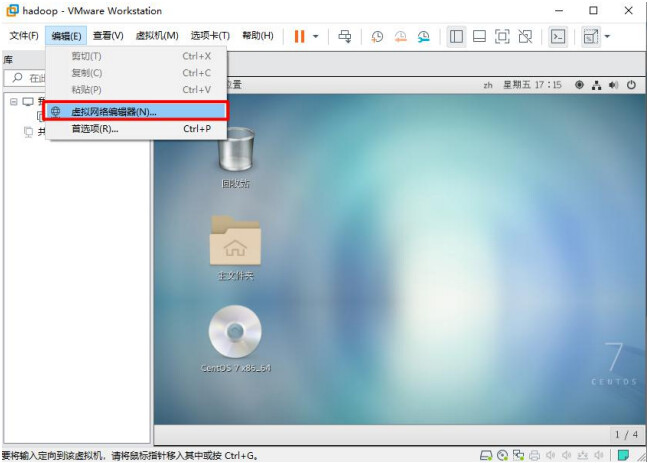 hadoop - VMware Workstation
文件(F) 编辑(E) 查看(V) 虚拟机(M) 选项卡(T) 帮助(H)
库
剪切(T) Ctrl+X
复制(C) Ctrl+C
粘贴(P) Ctrl+V
虚拟网络编辑器(N)...
首选项(R)... Ctrl+P
在此
位置 zh 星期五 17:15
回收站
主文件夹
CentOS 7 x86_64
7
CENTOS
1 / 4
要将输入定向到该虚拟机，请将鼠标指针移入其中或按 Ctrl+G。